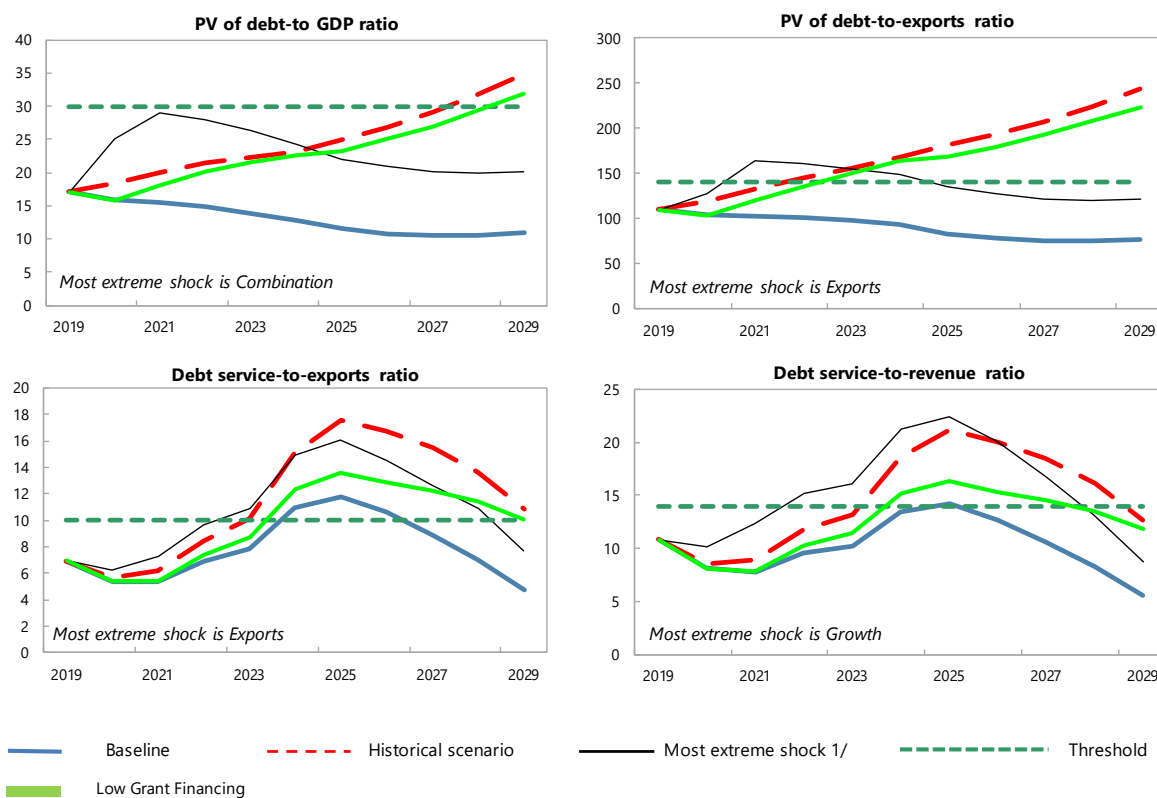 PV of debt-to GDP ratio
40
35
30
25
20
15
10
5
0
Most extreme shock is Combination
2019 2021 2023 2025 2027 2029
PV of debt-to-exports ratio
300
250
200
150
100
50
0
Most extreme shock is Exports
2019 2021 2023 2025 2027 2029
Debt service-to-exports ratio
20
18
16
14
12
10
8
6
4
2
0
Most extreme shock is Exports
2019 2021 2023 2025 2027 2029
Debt service-to-revenue ratio
25
20
15
10
5
0
Most extreme shock is Growth
2019 2021 2023 2025 2027 2029
Baseline Historical scenario Most extreme shock 1/ Threshold
Low Grant Financing